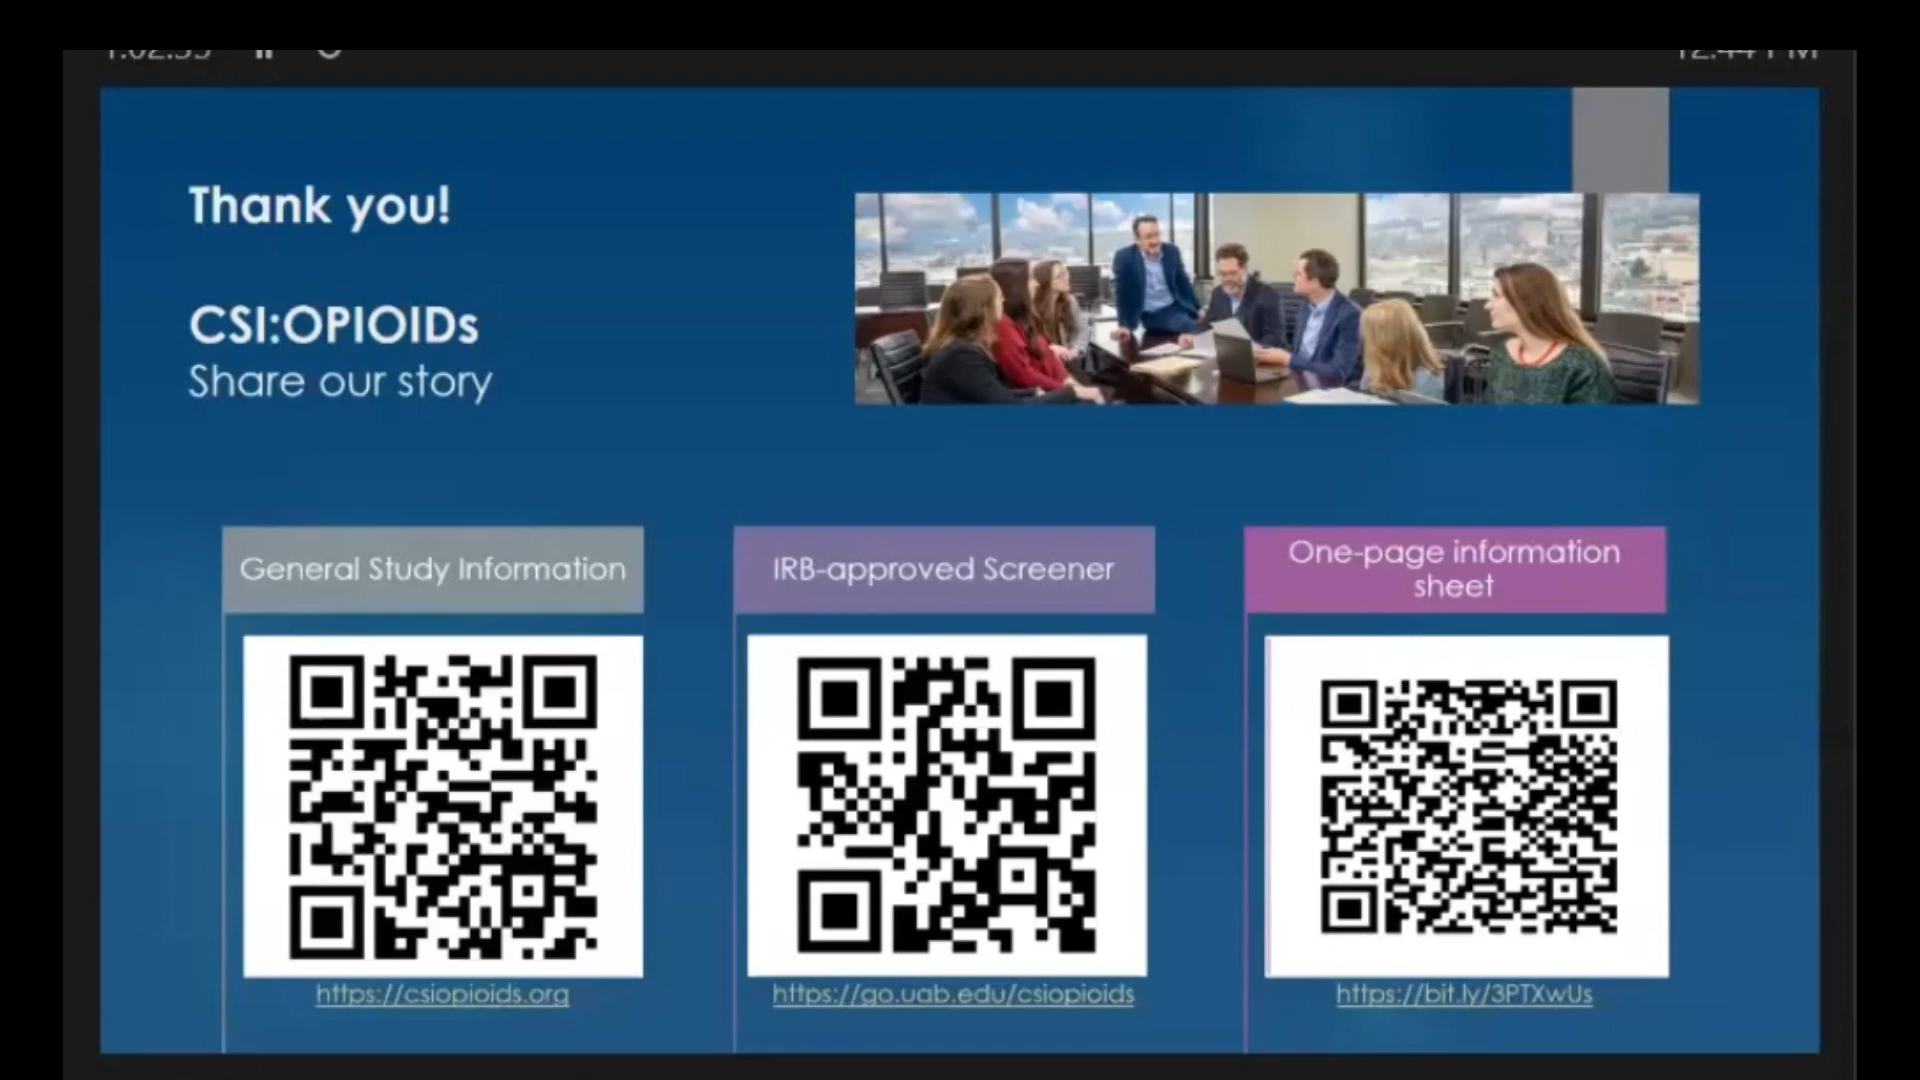 Thank you!
CSI:OPIOIDs
Share our story
General Study Information
IRB-approved Screener
One-page information
sheet
https://csiopioids.org
https://go.uab.edu/csiopioids
https://bit.ly/3PTXwUs